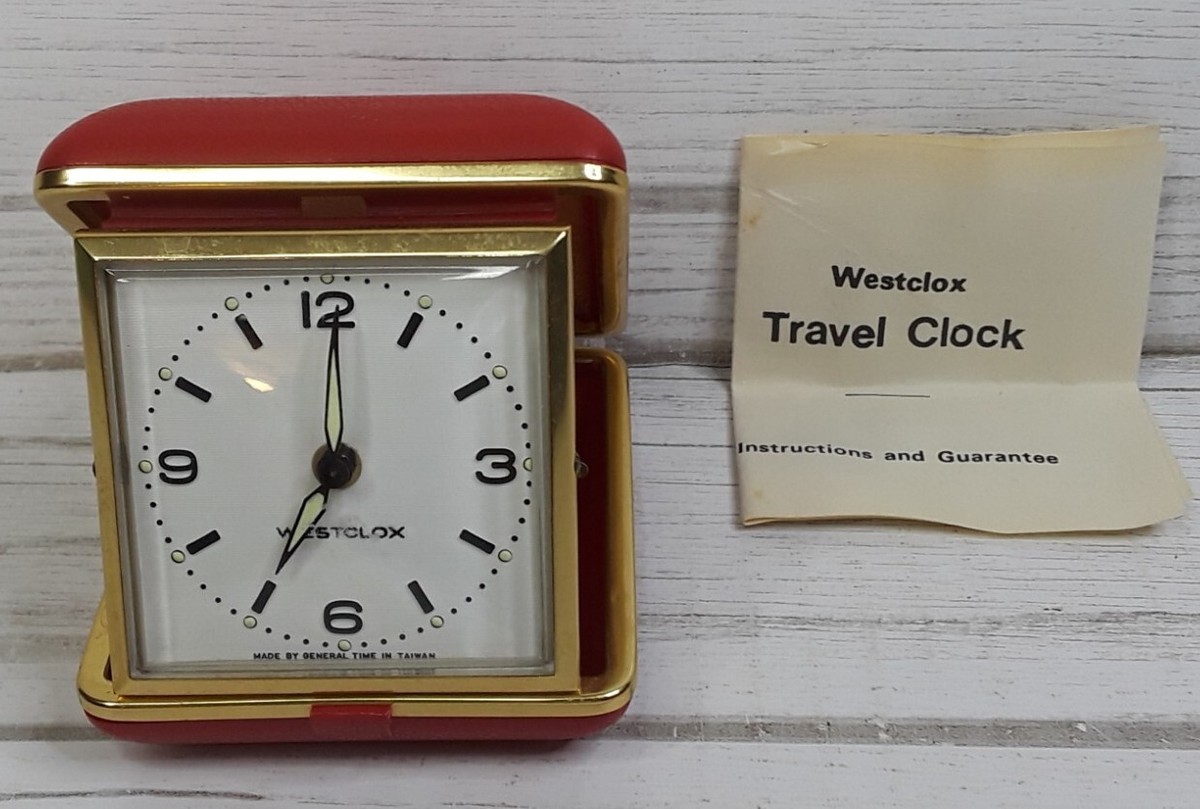 12
9
3
WESTCLOX
6
MADE BY GENERAL TIME IN TAIWAN
Westclox
Travel Clock
Instructions and Guarantee